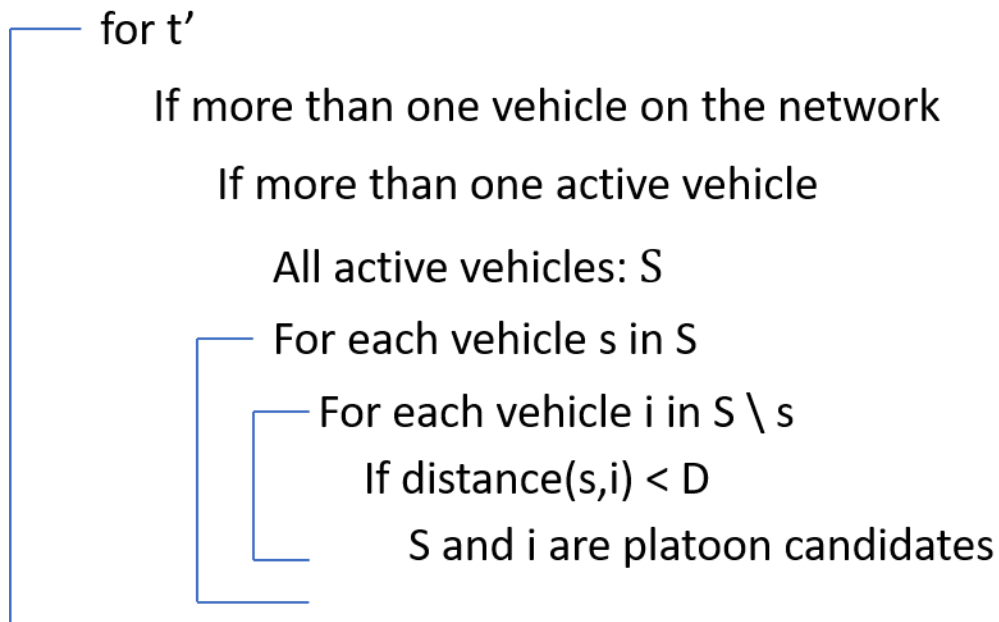 for t’
If more than one vehicle on the network
If more than one active vehicle
All active vehicles: S
For each vehicle s in S
For each vehicle i in S \ s
If distance(s,i) < D
S and i are platoon candidates